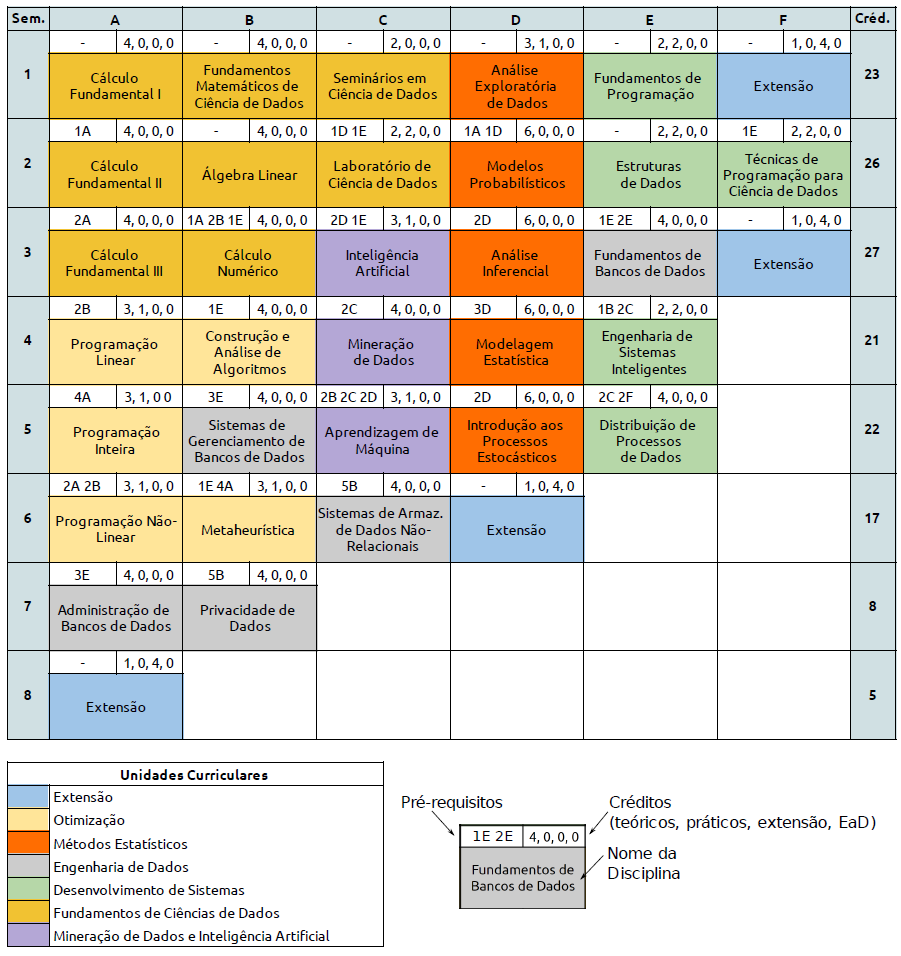 Sem. A B C D E F Créd.
- 4, 0, 0, 0 - 4, 0, 0, 0 - 2, 0, 0, 0 - 3, 1, 0, 0 - 2, 2, 0, 0 - 1, 0, 4, 0
1
Cálculo
Fundamental I
Fundamentos
Matemáticos de
Ciência de Dados
Seminários em
Ciência de Dados
Análise
Exploratória
de Dados
Fundamentos de
Programação
Extensão
23
1A 4, 0, 0, 0 - 4, 0, 0, 0 1D 1E 2, 2, 0, 0 1A 1D 6, 0, 0, 0 - 2, 2, 0, 0 1E 2, 2, 0, 0
2
Cálculo
Fundamental II
Álgebra Linear
Laboratório de
Ciência de Dados
Modelos
Probabilísticos
Estruturas
de Dados
Técnicas de
Programação para
Ciência de Dados
26
2A 4, 0, 0, 0 1A 2B 1E 4, 0, 0, 0 2D 1E 3, 1, 0, 0 2D 6, 0, 0, 0 1E 2E 4, 0, 0, 0 - 1, 0, 4, 0
3
Cálculo
Fundamental III
Cálculo
Numérico
Inteligência
Artificial
Análise
Inferencial
Fundamentos de
Bancos de Dados
Extensão
27
2B 3, 1, 0, 0 1E 4, 0, 0, 0 2C 4, 0, 0, 0 3D 6, 0, 0, 0 1B 2C 2, 2, 0, 0
4
Programação
Linear
Construção e
Análise de
Algoritmos
Mineração
de Dados
Modelagem
Estatística
Engenharia de
Sistemas
Inteligentes
21
4A 3, 1, 0 0 3E 4, 0, 0, 0 2B 2C 2D 3, 1, 0, 0 2D 6, 0, 0, 0 2C 2F 4, 0, 0, 0
5
Programação
Inteira
Sistemas de
Gerenciamento de
Bancos de Dados
Aprendizagem de
Máquina
Introdução aos
Processos
Estocásticos
Distribuição de
Processos
de Dados
22
2A 2B 3, 1, 0, 0 1E 4A 3, 1, 0, 0 5B 4, 0, 0, 0 - 1, 0, 4, 0
6
Programação Não-
Linear
Metaheurística
Sistemas de Armaz.
de Dados Não-
Relacionais
Extensão
17
3E 4, 0, 0, 0 5B 4, 0, 0, 0
7
Administração de
Bancos de Dados
Privacidade de
Dados
8
- 1, 0, 4, 0
8
Extensão
5
Unidades Curriculares
Extensão
Otimização
Métodos Estatísticos
Engenharia de Dados
Desenvolvimento de Sistemas
Fundamentos de Ciências de Dados
Mineração de Dados e Inteligência Artificial
Pré-requisitos
Créditos
(teóricos, práticos, extensão, EaD)
1E 2E 4, 0, 0, 0
Fundamentos de
Bancos de Dados
Nome da
Disciplina